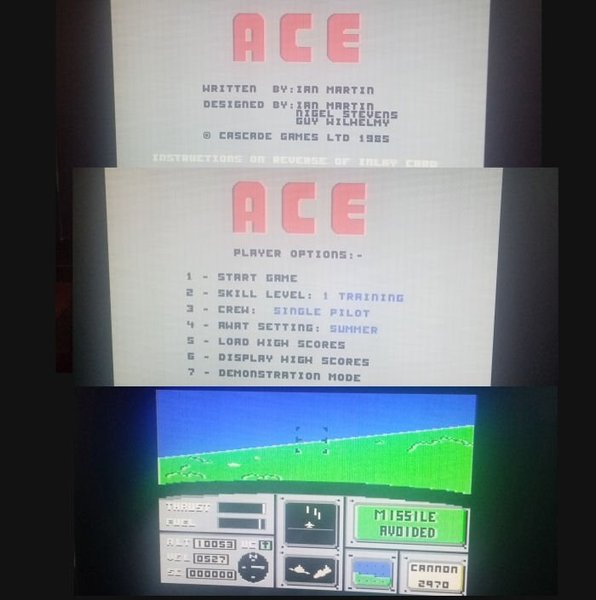 ACE
WRITTEN BY: IAN MARTIN
DESIGNED BY: IAN MARTIN
NIGEL STEVENS
GUY WILHELMY
© CASCADE GAMES LTD 1985
INSTRUCTIONS ON REVERSE OF INLAY CARD
ACE
PLAYER OPTIONS:-
1 - START GAME
2 - SKILL LEVEL: 1 TRAINING
3 - CREW: SINGLE PILOT
4 - AWAT SETTING: SUMMER
5 - LOAD HIGH SCORES
6 - DISPLAY HIGH SCORES
7 - DEMONSTRATION MODE
THRUST
FUEL
MISSILE
AVOIDED
ALT 10053
0527
N
SC 000000
CANNON
2970